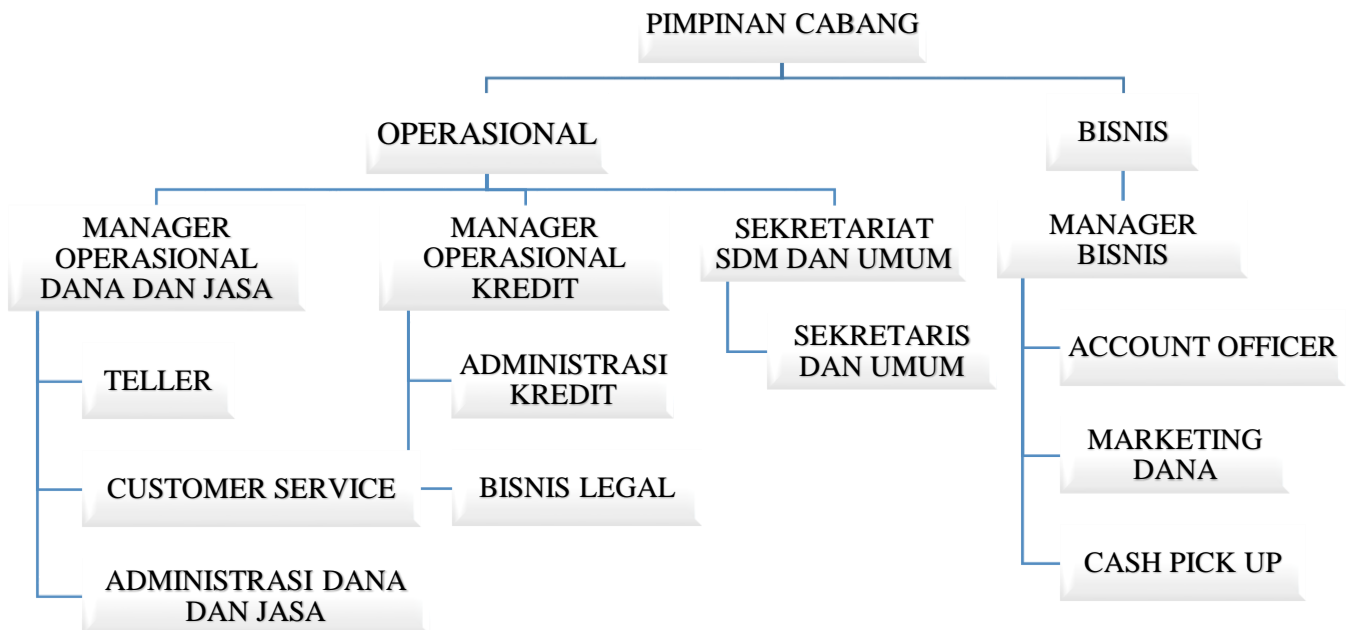 PIMPINAN CABANG
OPERASIONAL
BISNIS
MANAGER
OPERASIONAL
DANA DAN JASA
MANAGER
OPERASIONAL
KREDIT
SEKRETARIAT
SDM DAN UMUM
MANAGER
BISNIS
TELLER
CUSTOMER SERVICE
ADMINISTRASI DANA
DAN JASA
ADMINISTRASI
KREDIT
BISNIS LEGAL
SEKRETARIS
DAN UMUM
ACCOUNT OFFICER
MARKETING
DANA
CASH PICK UP